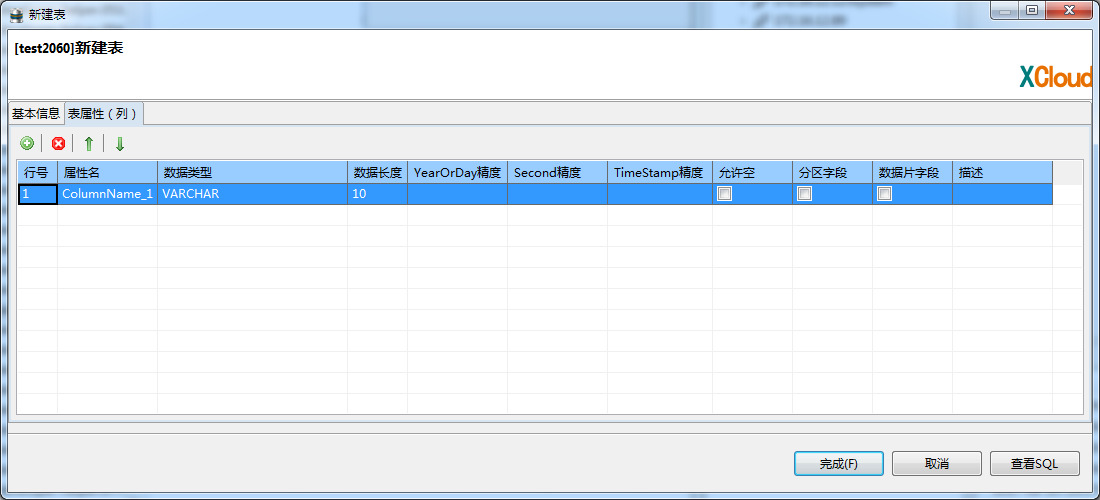 新建表
[test2060]新建表
XCloud
基本信息 表属性（列）
行号 属性名 数据类型 数据长度 YearOrDay精度 Second精度 TimeStamp精度 允许空 分区字段 数据片字段 描述
1 ColumnName_1 VARCHAR 10
完成(F) 取消 查看SQL